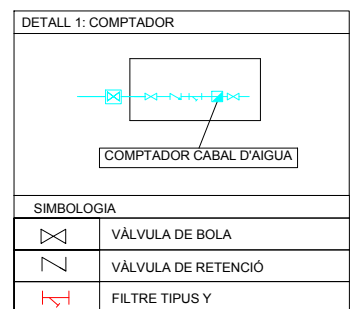 DETALL 1: COMPTADOR
COMPTADOR CABAL D'AIGUA
SIMBOLOGIA
VÀLVULA DE BOLA
VÀLVULA DE RETENCIÓ
FILTRE TIPUS Y